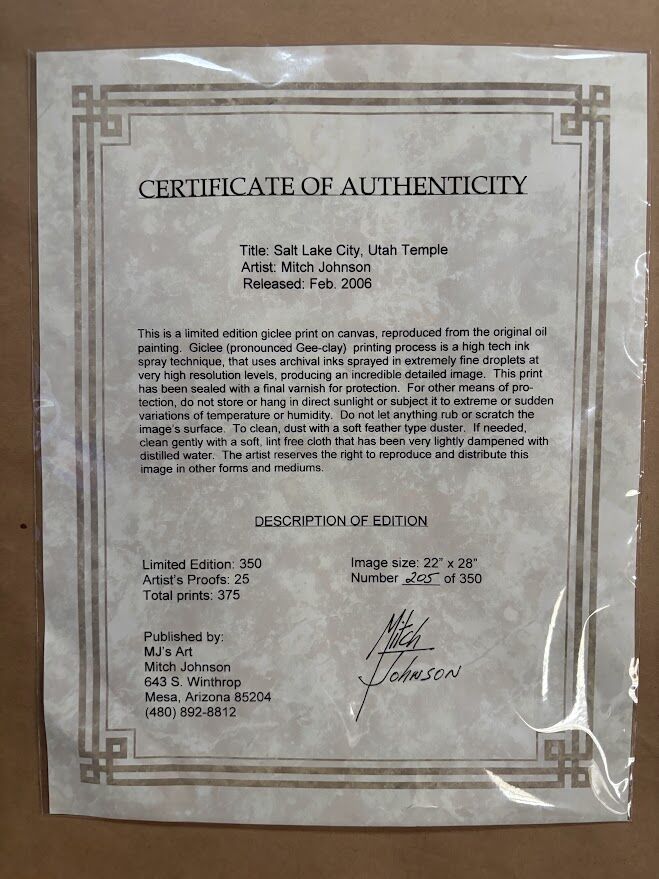 CERTIFICATE OF AUTHENTICITY
Title: Salt Lake City, Utah Temple
Artist: Mitch Johnson
Released: Feb. 2006
This is a limited edition giclee print on canvas, reproduced from the original oil
painting. Giclee (pronounced Gee-clay) printing process is a high tech ink
spray technique, that uses archival inks sprayed in extremely fine droplets at
very high resolution levels, producing an incredible detailed image. This print
has been sealed with a final varnish for protection. For other means of pro-
tection, do not store or hang in direct sunlight or subject it to extreme or sudden
variations of temperature or humidity. Do not let anything rub or scratch the
image's surface. To clean, dust with a soft feather type duster. If needed,
clean gently with a soft, lint free cloth that has been very lightly dampened with
distilled water. The artist reserves the right to reproduce and distribute this
image in other forms and mediums.
DESCRIPTION OF EDITION
Limited Edition: 350
Artist's Proofs: 25
Total prints: 375
Image size: 22" x 28"
Number 205 of 350
Published by:
MJ's Art
Mitch Johnson
643 S. Winthrop
Mesa, Arizona 85204
(480) 892-8812
Mitch
Johnson